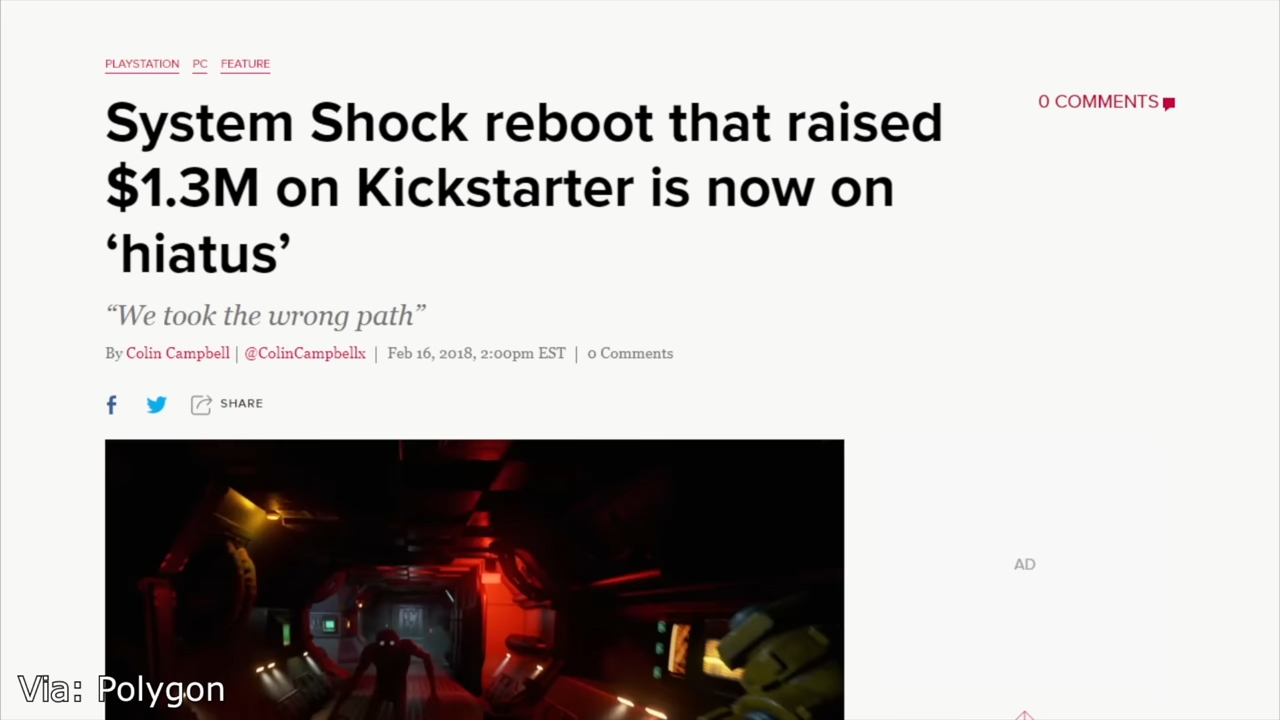 PLAYSTATION PC FEATURE
0 COMMENTS
System Shock reboot that raised
$1.3M on Kickstarter is now on
‘hiatus’
“We took the wrong path”
By Colin Campbell | @ColinCampbellx | Feb 16, 2018, 2:00pm EST | 0 Comments
SHARE
AD
Via: Polygon